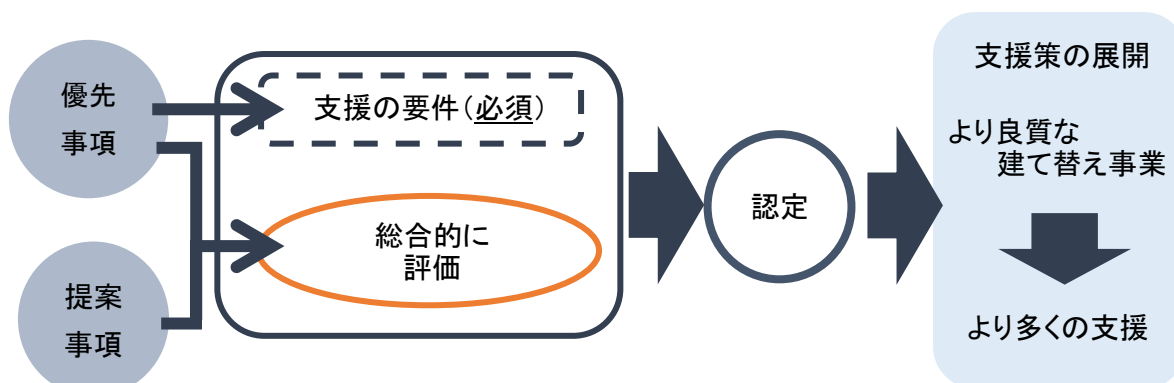 優先
事項
提案
事項
支援の要件(必須)
総合的に
評価
認定
支援策の展開
より良質な
建て替え事業
より多くの支援